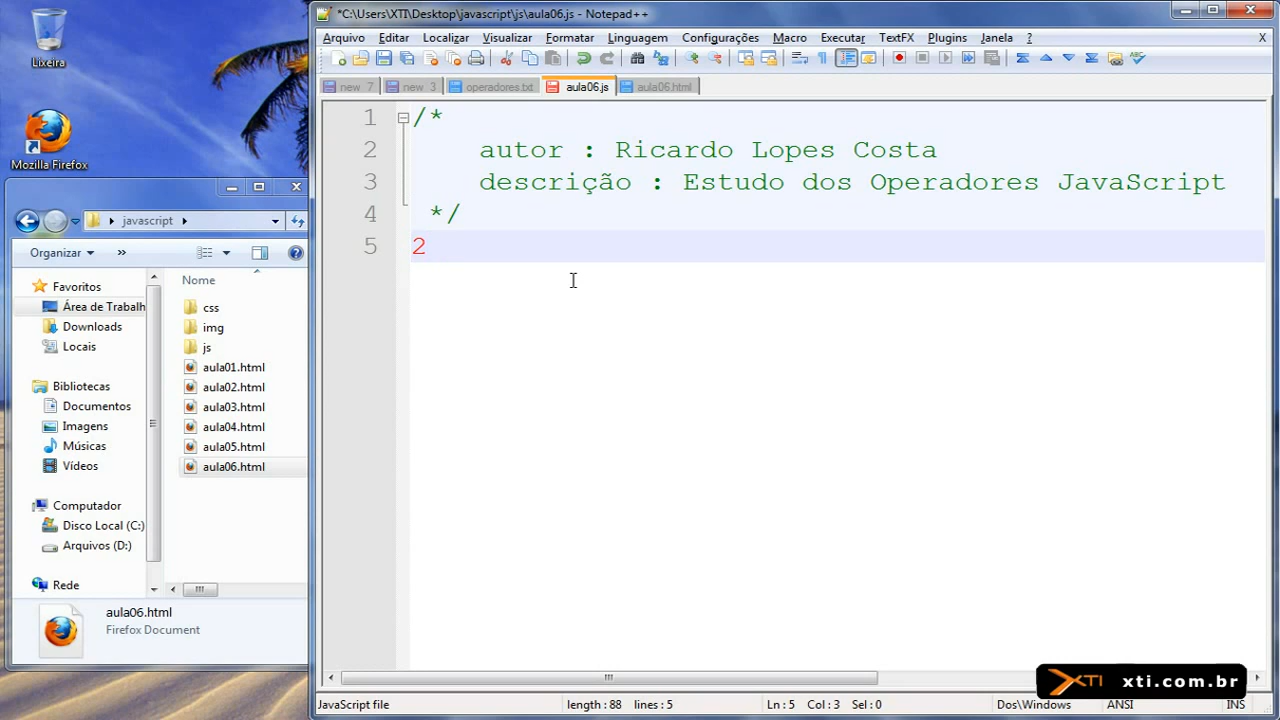 *C:\Users\XTI\Desktop\javascript\js\aula06.js - Notepad++
Lixeira
Mozilla Firefox
Arquivo Editar Localizar Visualizar Formatar Linguagem Configurações Macro Executar TextFX Plugins Janela ? X
new 7 new 3 operadores.txt aula06.js aula06.html
1 /*
2 autor : Ricardo Lopes Costa
3 descrição : Estudo dos Operadores JavaScript
4 */
5 2
javascript
Organizar »
Nome
Favoritos
Área de Trabalh
Downloads
Locais
Bibliotecas
Documentos
Imagens
Músicas
Vídeos
Computador
Disco Local (C:)
Arquivos (D:)
Rede
css
img
js
aula01.html
aula02.html
aula03.html
aula04.html
aula05.html
aula06.html
aula06.html
Firefox Document
XTI xti.com.br
JavaScript file length : 88 lines : 5 Ln : 5 Col : 3 Sel : 0 Dos\Windows ANSI INS